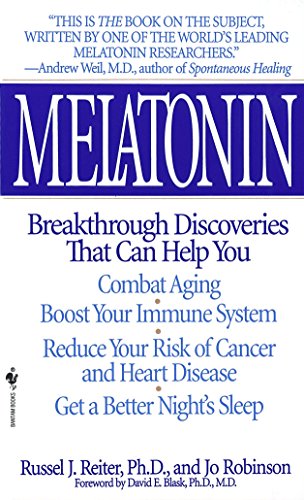 "THIS IS THE BOOK ON THE SUBJECT,
WRITTEN BY ONE OF THE WORLD'S LEADING
MELATONIN RESEARCHERS."
—Andrew Weil, M.D., author of Spontaneous Healing
MELATONIN
Breakthrough Discoveries
That Can Help You
Combat Aging
•
Boost Your Immune System
•
Reduce Your Risk of Cancer
and Heart Disease
•
Get a Better Night's Sleep
BANTAM BOOKS
Russel J. Reiter, Ph.D., and Jo Robinson
Foreword by David E. Blask, Ph.D., M.D.